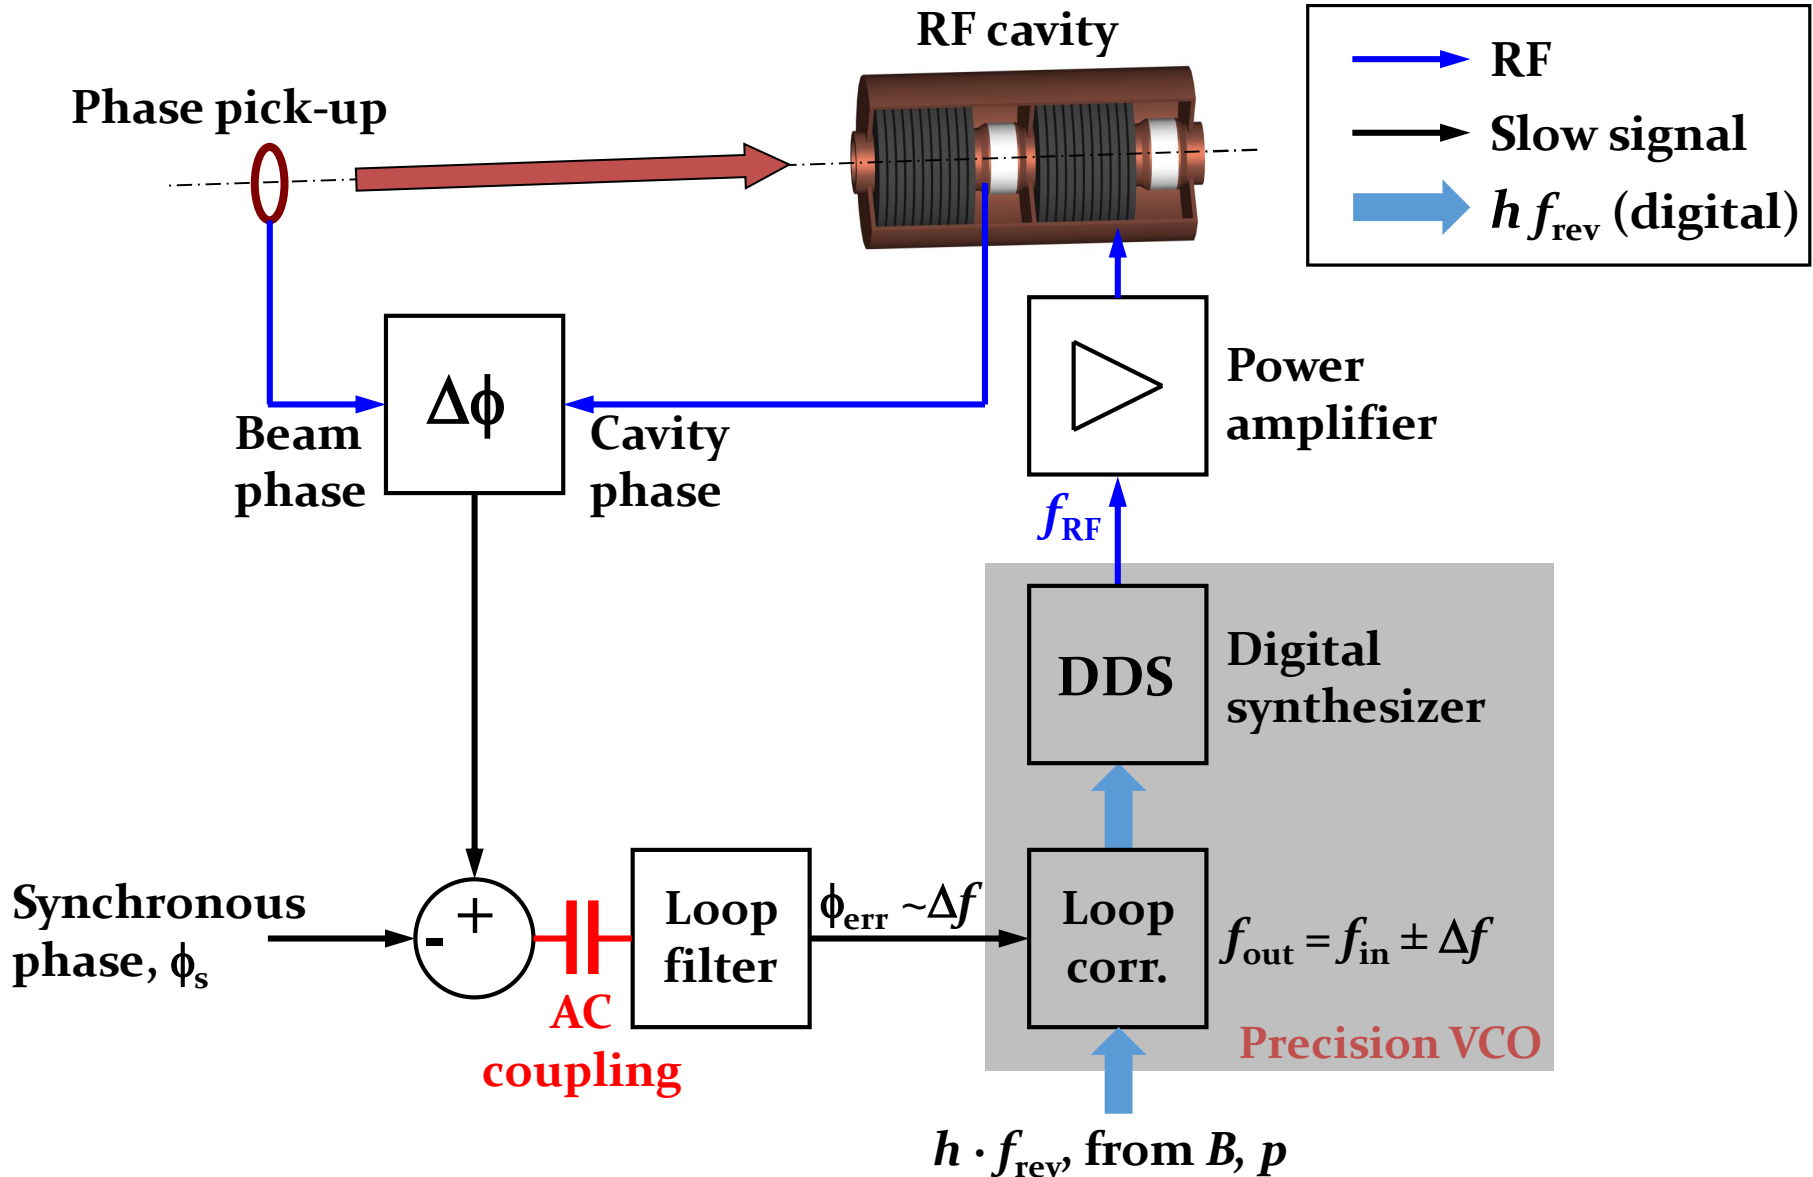 RF cavity
RF
Slow signal
h f_rev (digital)
Phase pick-up
Δϕ
Beam
phase
Cavity
phase
Power
amplifier
f_RF
DDS
Digital
synthesizer
Synchronous
phase, ϕ_s
+
-
AC
coupling
Loop
filter
ϕ_err ~Δf
Loop
corr.
f_out = f_in ± Δf
Precision VCO
h · f_rev, from B, p